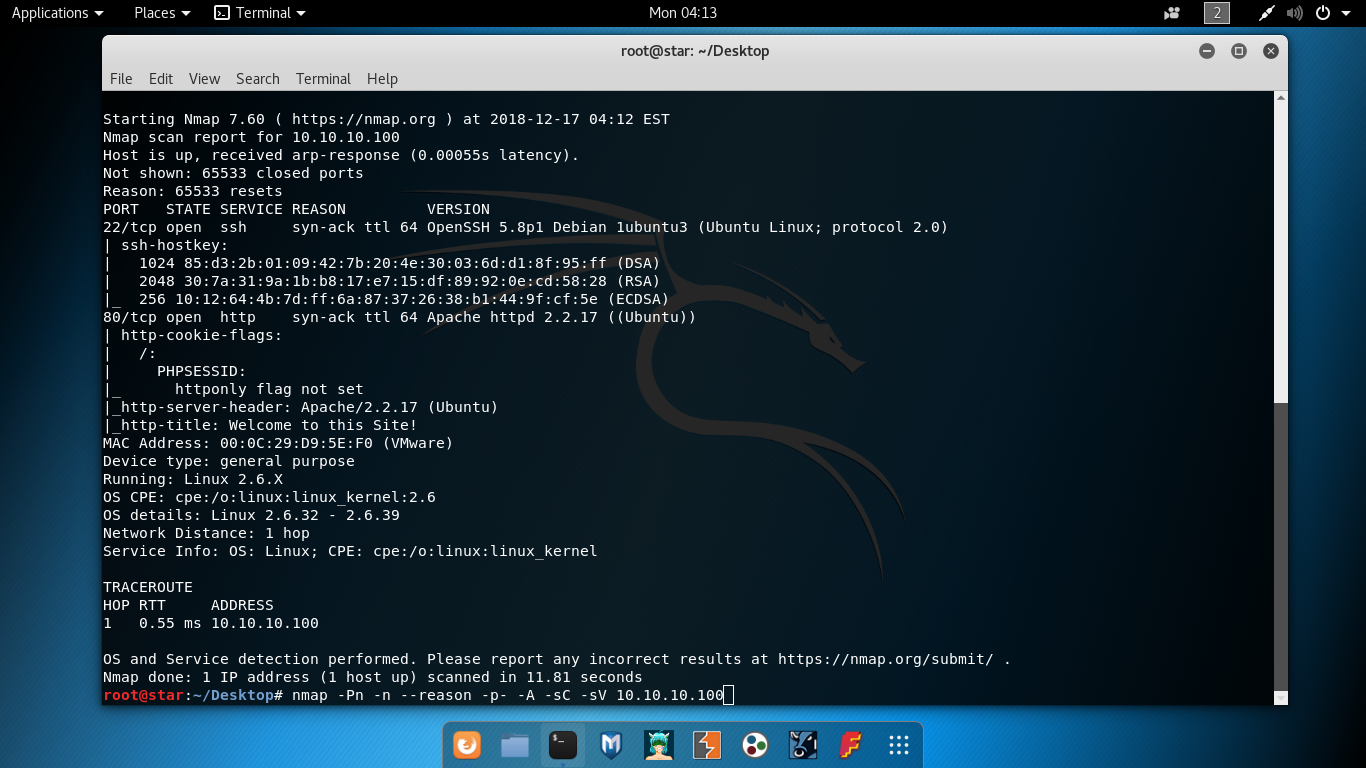 Applications Places Terminal Mon 04:13 2
root@star: ~/Desktop
File Edit View Search Terminal Help
Starting Nmap 7.60 ( https://nmap.org ) at 2018-12-17 04:12 EST
Nmap scan report for 10.10.10.100
Host is up, received arp-response (0.00055s latency).
Not shown: 65533 closed ports
Reason: 65533 resets
PORT   STATE SERVICE REASON         VERSION
22/tcp open  ssh     syn-ack ttl 64 OpenSSH 5.8p1 Debian 1ubuntu3 (Ubuntu Linux; protocol 2.0)
| ssh-hostkey:
|   1024 85:d3:2b:01:09:42:7b:20:4e:30:03:6d:d1:8f:95:ff (DSA)
|   2048 30:7a:31:9a:1b:b8:17:e7:15:df:89:92:0e:cd:58:28 (RSA)
|_  256 10:12:64:4b:7d:ff:6a:87:37:26:38:b1:44:9f:cf:5e (ECDSA)
80/tcp open  http    syn-ack ttl 64 Apache httpd 2.2.17 ((Ubuntu))
| http-cookie-flags:
|   /:
|     PHPSESSID:
|_      httponly flag not set
|_http-server-header: Apache/2.2.17 (Ubuntu)
|_http-title: Welcome to this Site!
MAC Address: 00:0C:29:D9:5E:F0 (VMware)
Device type: general purpose
Running: Linux 2.6.X
OS CPE: cpe:/o:linux:linux_kernel:2.6
OS details: Linux 2.6.32 - 2.6.39
Network Distance: 1 hop
Service Info: OS: Linux; CPE: cpe:/o:linux:linux_kernel
TRACEROUTE
HOP RTT     ADDRESS
1   0.55 ms 10.10.10.100
OS and Service detection performed. Please report any incorrect results at https://nmap.org/submit/ .
Nmap done: 1 IP address (1 host up) scanned in 11.81 seconds
root@star:~/Desktop# nmap -Pn -n --reason -p- -A -sC -sV 10.10.10.100